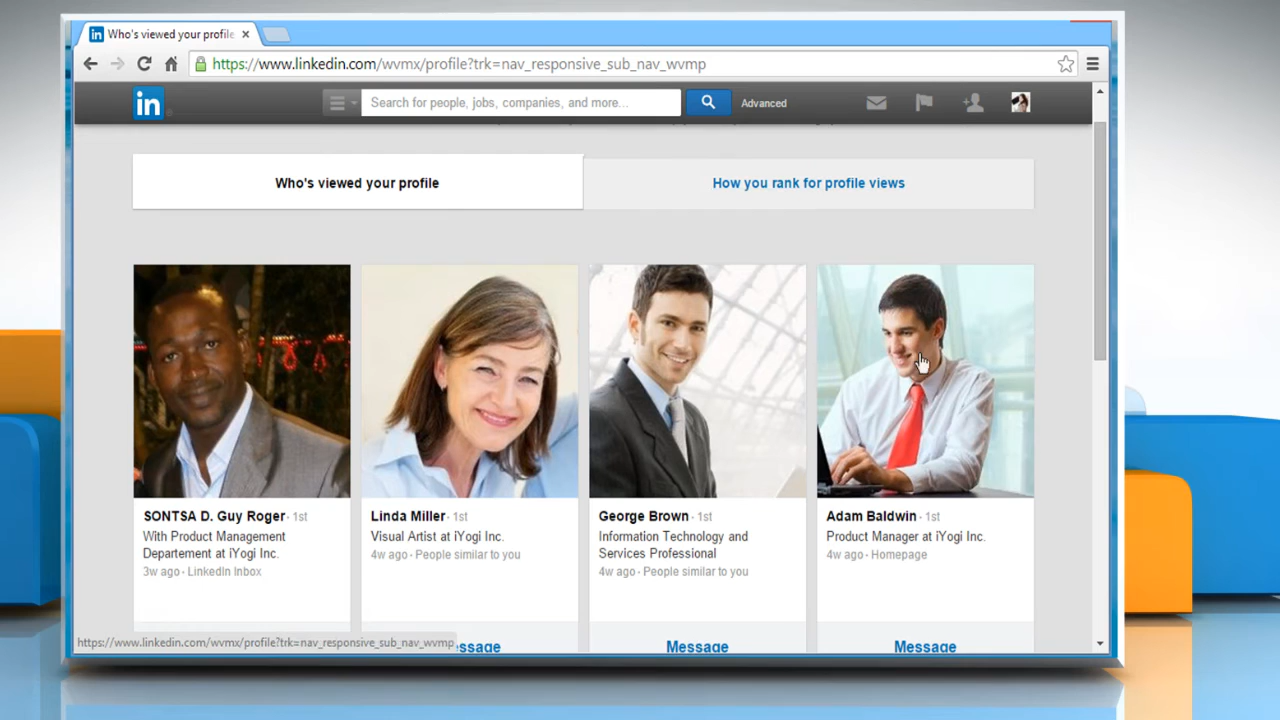 in Who's viewed your profile ×
https://www.linkedin.com/wvmx/profile?trk=nav_responsive_sub_nav_wvmp
in Search for people, jobs, companies, and more... Advanced
Who's viewed your profile How you rank for profile views
SONTSA D. Guy Roger · 1st
With Product Management
Departement at iYogi Inc.
3w ago · LinkedIn Inbox
Linda Miller · 1st
Visual Artist at iYogi Inc.
4w ago · People similar to you
George Brown · 1st
Information Technology and
Services Professional
4w ago · People similar to you
Adam Baldwin · 1st
Product Manager at iYogi Inc.
4w ago · Homepage
https://www.linkedin.com/wvmx/profile?trk=nav_responsive_sub_nav_wvmp
Message Message